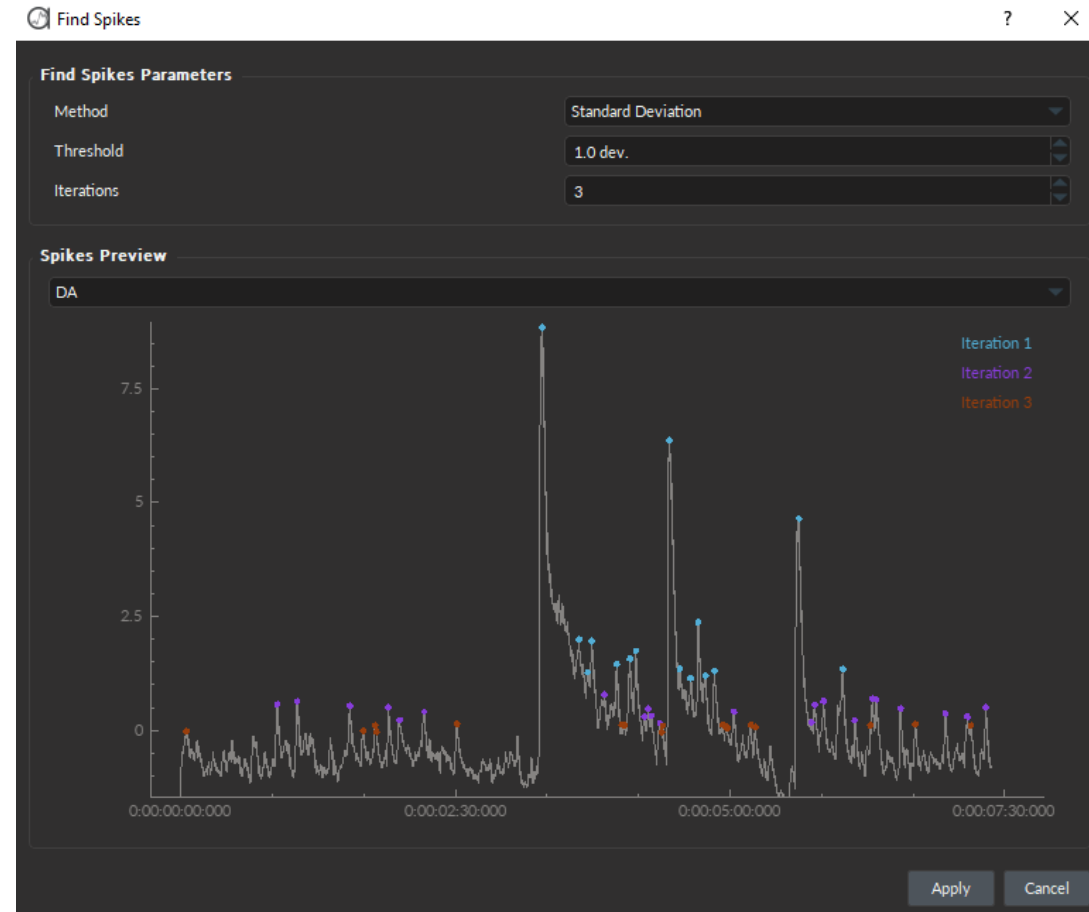 Find Spikes
?
Find Spikes Parameters
Method
Standard Deviation
Threshold
1.0 dev.
Iterations
3
Spikes Preview
DA
Iteration 1
Iteration 2
Iteration 3
7.5
5
2.5
0
0:00:00:00:000 0:00:02:30:000 0:00:05:00:000 0:00:07:30:000
Apply Cancel